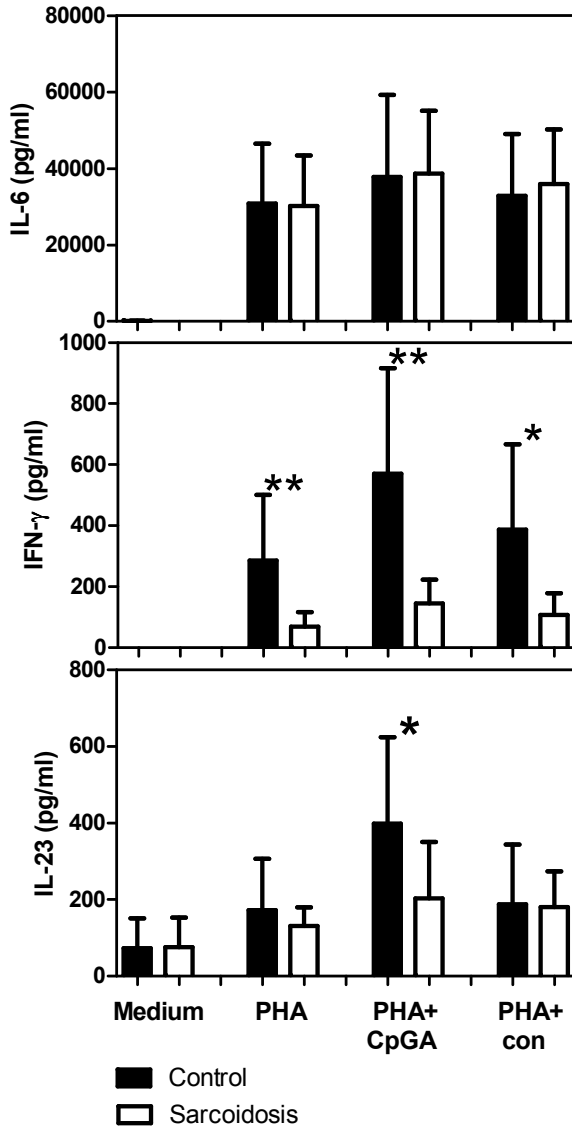 80000
60000
40000
20000
0
IL-6 (pg/ml)
1000
800
600
400
200
0
IFN-γ (pg/ml)
**
**
*
800
600
400
200
0
IL-23 (pg/ml)
*
Medium PHA PHA+ PHA+
CpGA con
Control
Sarcoidosis